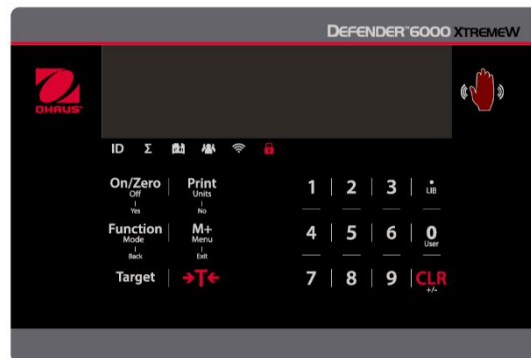 DEFENDER™6000 XTREMEW
OHAUS®
ID Σ
On/Zero Print 1 2 3 .
Off Units LIB
Yes No
Function M+ 4 5 6 0
Mode Menu User
Back Exit
Target →T← 7 8 9 CLR
+/-